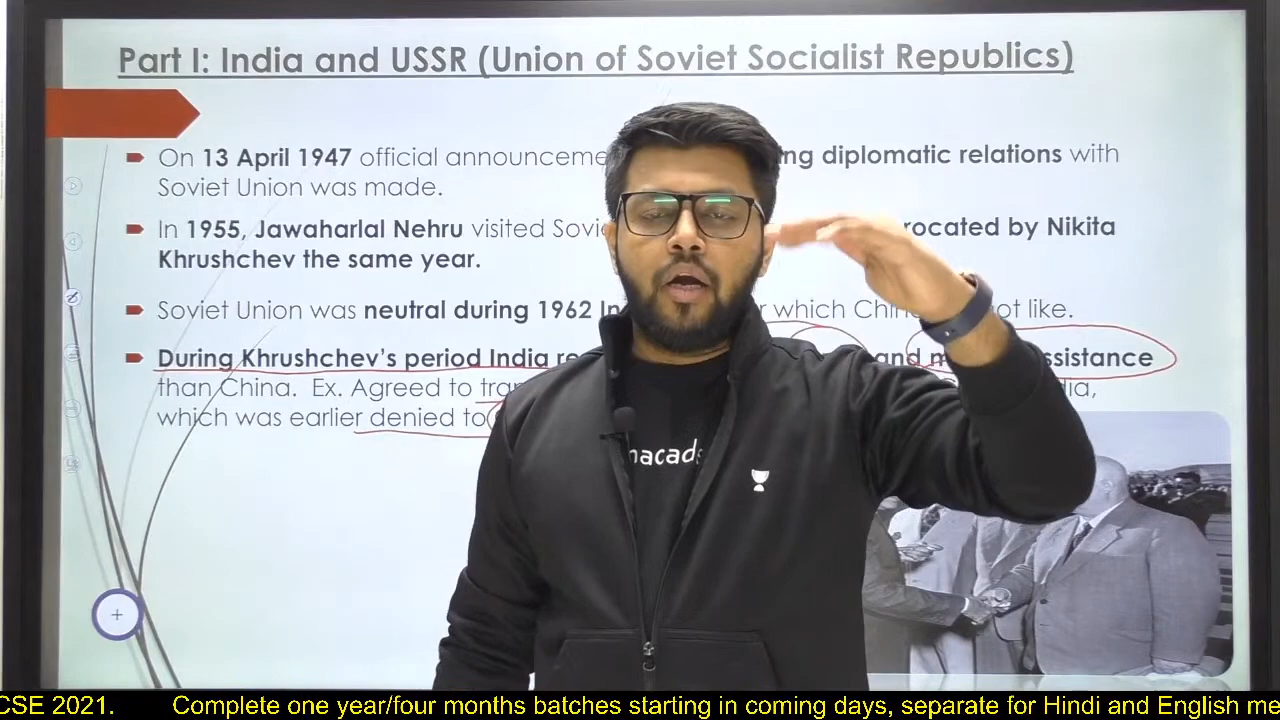 Part I: India and USSR (Union of Soviet Socialist Republics)
On 13 April 1947 official announceme ng diplomatic relations with
Soviet Union was made.
In 1955, Jawaharlal Nehru visited Sovi rocated by Nikita
Khrushchev the same year.
Soviet Union was neutral during 1962 In r which Chin ot like.
During Khrushchev's period India re and m ssistance
than China. Ex. Agreed to tra ia,
which was earlier denied to
nacad
CSE 2021. Complete one year/four months batches starting in coming days, separate for Hindi and English me